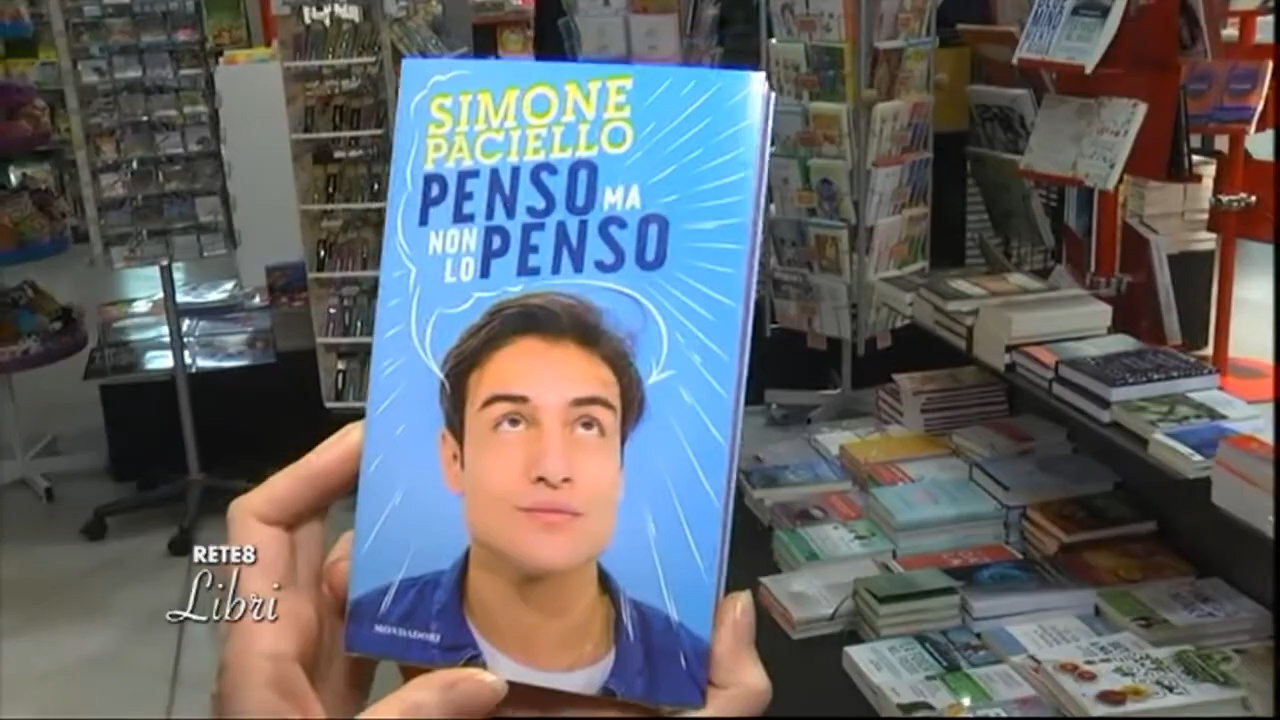 SIMONE
PACIELLO
PENSO MA
NON
LO PENSO
MONDADORI
RETE8
Libri